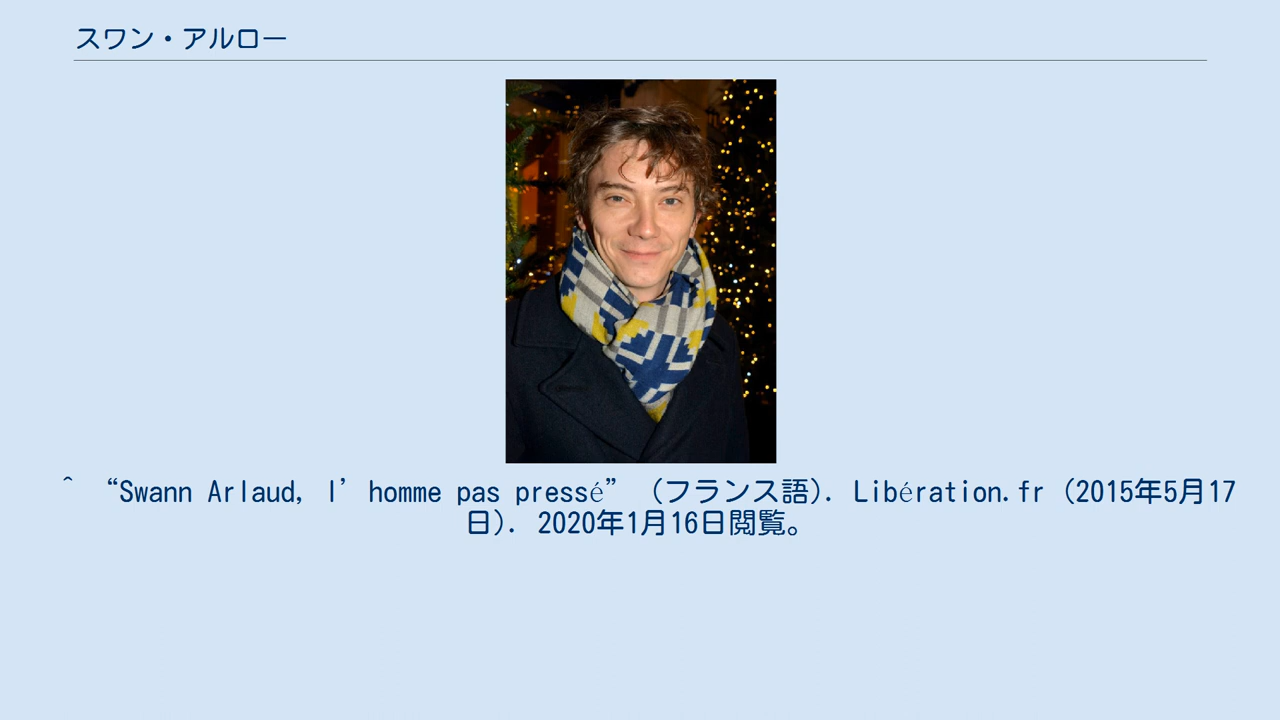 スワン・アルロー
^ “Swann Arlaud, l’homme pas pressé” (フランス語). Libération.fr (2015年5月17
日). 2020年1月16日閲覧。